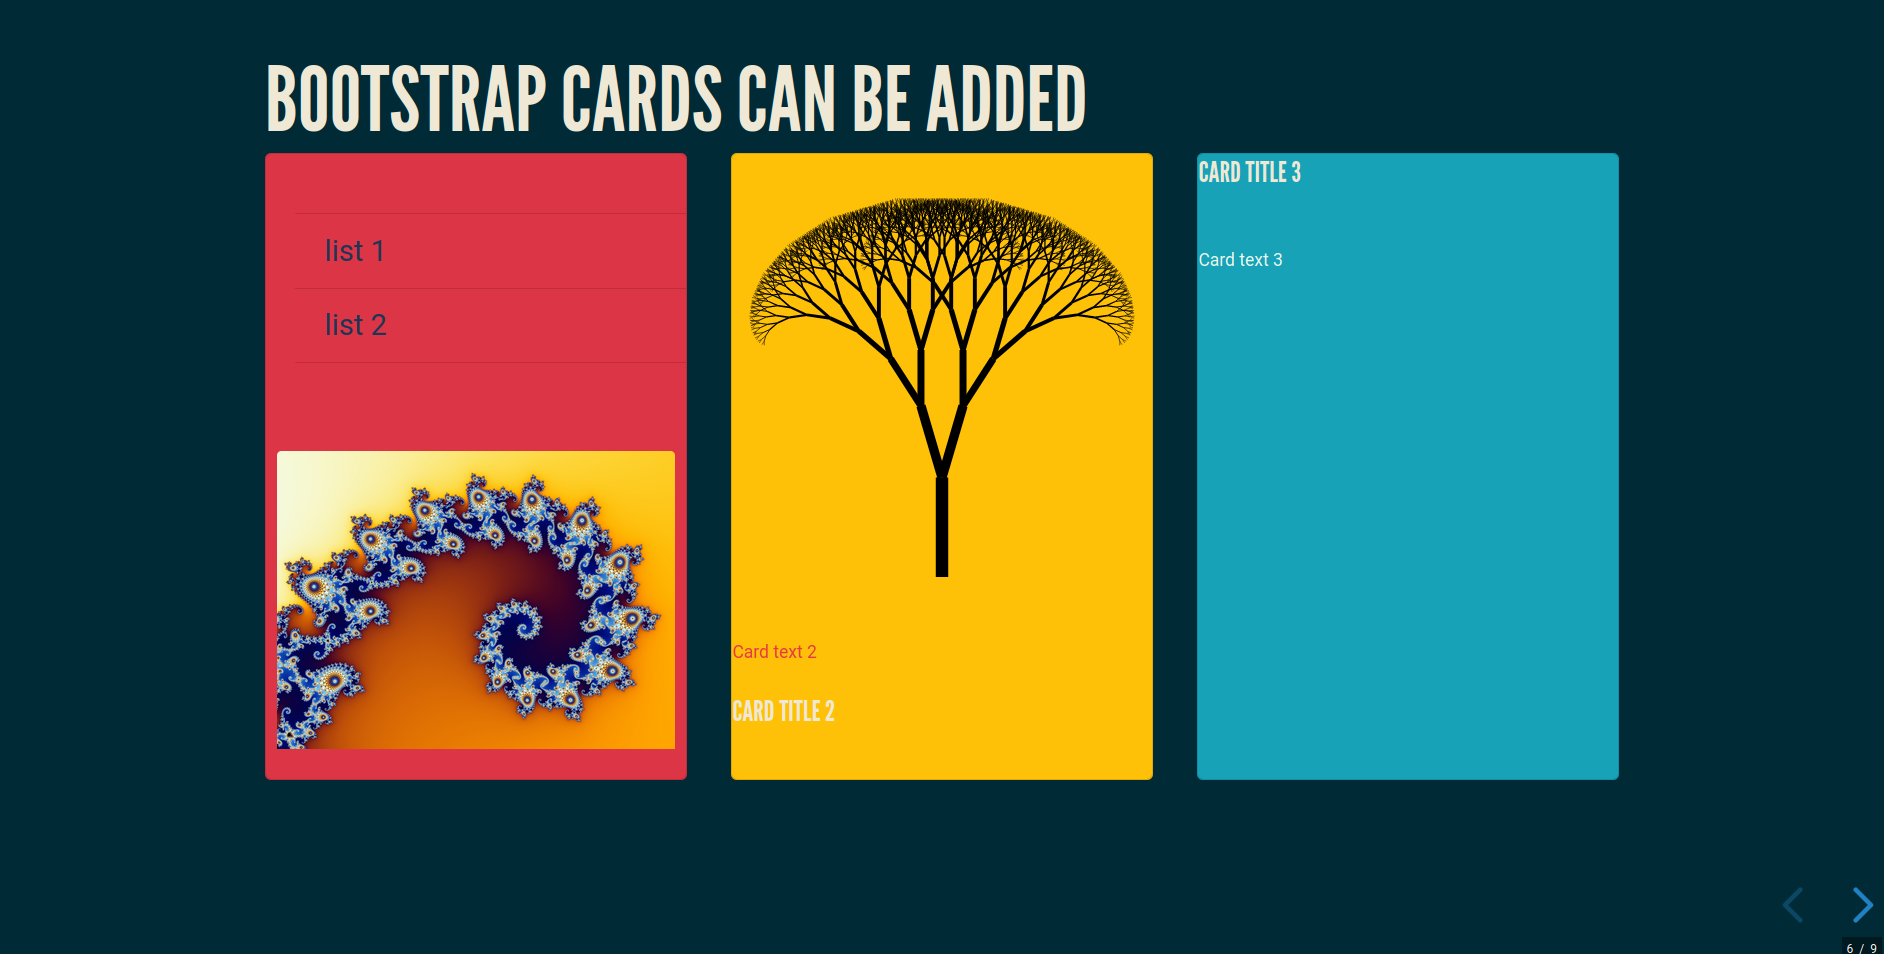 BOOTSTRAP CARDS CAN BE ADDED
list 1
list 2
Card text 2
CARD TITLE 2
CARD TITLE 3
Card text 3
6 / 9